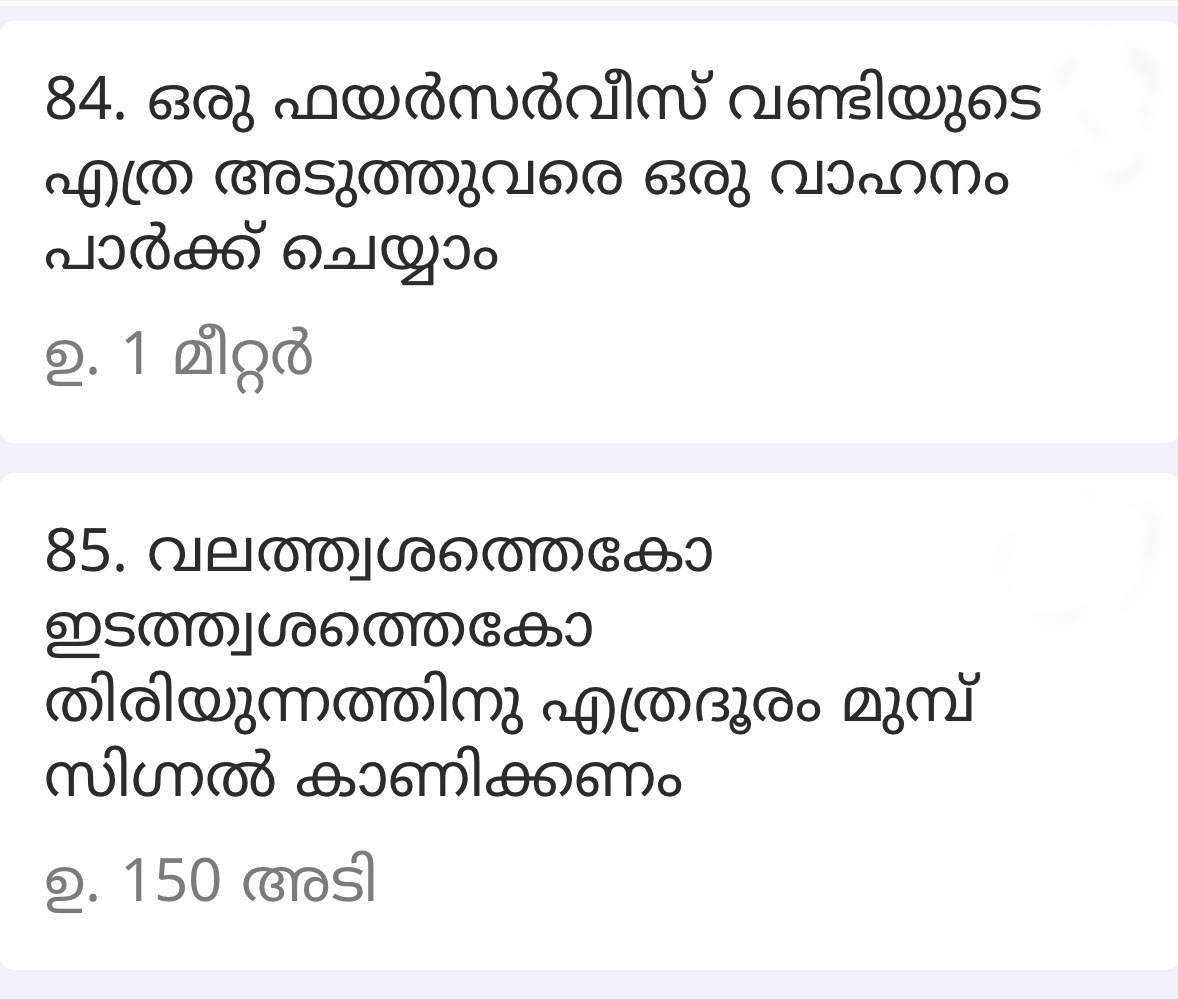 84. ഒരു ഫയർസർവീസ് വണ്ടിയുടെ
എത്ര അടുത്തുവരെ ഒരു വാഹനം
പാർക്ക് ചെയ്യാം
ഉ. 1 മീറ്റർ
85. വലത്ത്വശത്തെകോ
ഇടത്ത്വശത്തെകോ
തിരിയുന്നത്തിനു എത്രദൂരം മുമ്പ്
സിഗ്നൽ കാണിക്കണം
ഉ. 150 അടി